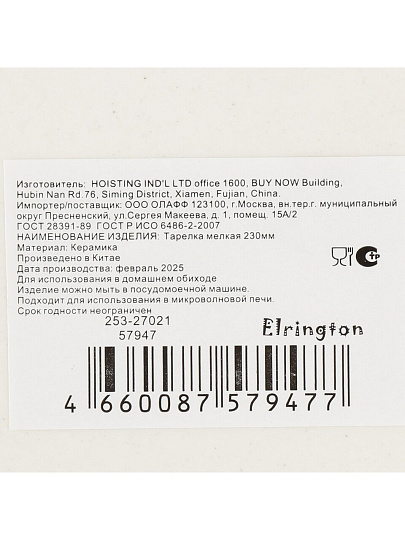 Изготовитель: HOISTING IND'L LTD office 1600, BUY NOW Building,
Hubin Nan Rd.76, Siming District, Xiamen, Fujian, China.
Импортер/поставщик: ООО ОЛАФФ 123100, г.Москва, вн.тер.г. муниципальный
округ Пресненский, ул.Сергея Макеева, д.1, помещ. 15А/2
ГОСТ 28391-89 ГОСТ Р ИСО 6486-2-2007
НАИМЕНОВАНИЕ ИЗДЕЛИЯ: Тарелка мелкая 230мм
Материал: Керамика
Произведено в Китае
Дата производства: февраль 2025
Для использования в домашнем обиходе
Изделие можно мыть в посудомоечной машине.
Подходит для использования в микроволновой печи.
Срок годности неограничен
253-27021
57947
Elrington
4 660087 579477